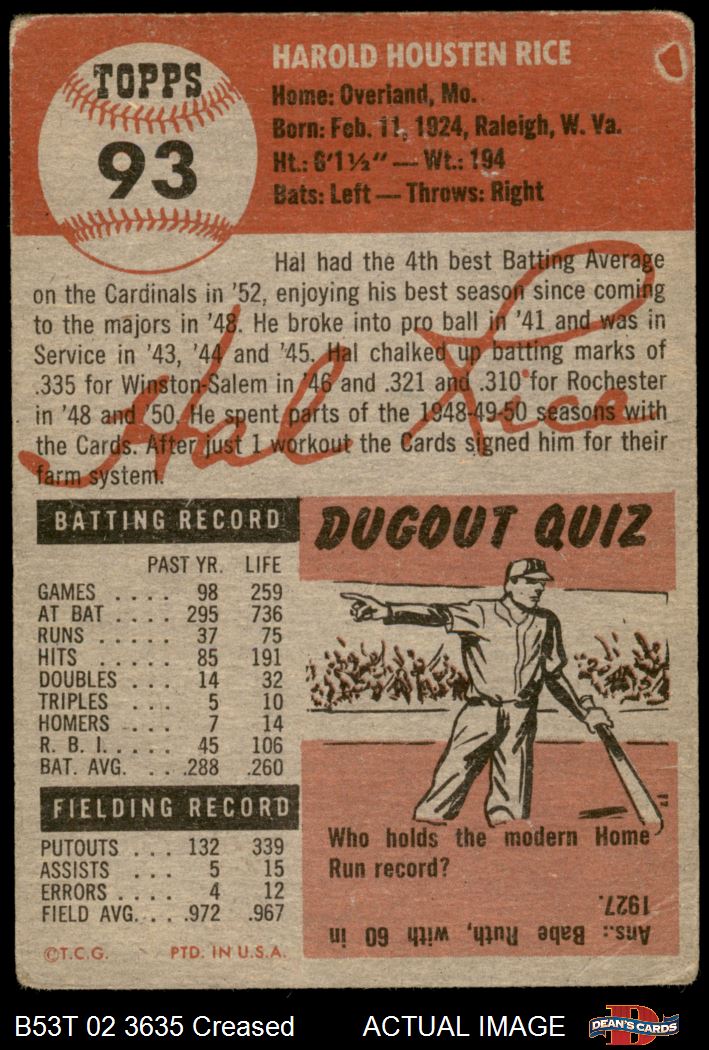 TOPPS
93
HAROLD HOUSTEN RICE
Home: Overland, Mo.
Born: Feb. 11, 1924, Raleigh, W. Va.
Ht.: 6'1½" — Wt.: 194
Bats: Left — Throws: Right
Hal had the 4th best Batting Average
on the Cardinals in '52, enjoying his best season since coming
to the majors in '48. He broke into pro ball in '41 and was in
Service in '43, '44 and '45. Hal chalked up batting marks of
.335 for Winston-Salem in '46 and .321 and .310 for Rochester
in '48 and '50. He spent parts of the 1948-49-50 seasons with
the Cards. After just 1 workout the Cards signed him for their
farm system.
Hal Rice
BATTING RECORD
PAST YR. LIFE
GAMES .... 98 259
AT BAT .... 295 736
RUNS ..... 37 75
HITS ..... 85 191
DOUBLES ... 14 32
TRIPLES ... 5 10
HOMERS ... 7 14
R. B. I. .... 45 106
BAT. AVG. ... .288 .260
FIELDING RECORD
PUTOUTS ... 132 339
ASSISTS ... 5 15
ERRORS .... 4 12
FIELD AVG. ... .972 .967
©T.C.G. PTD. IN U.S.A.
DUGOUT QUIZ
Who holds the modern Home
Run record?
Ans.: Babe Ruth, with 60 in
1927.
B53T 02 3635 Creased ACTUAL IMAGE
DEAN'S CARDS